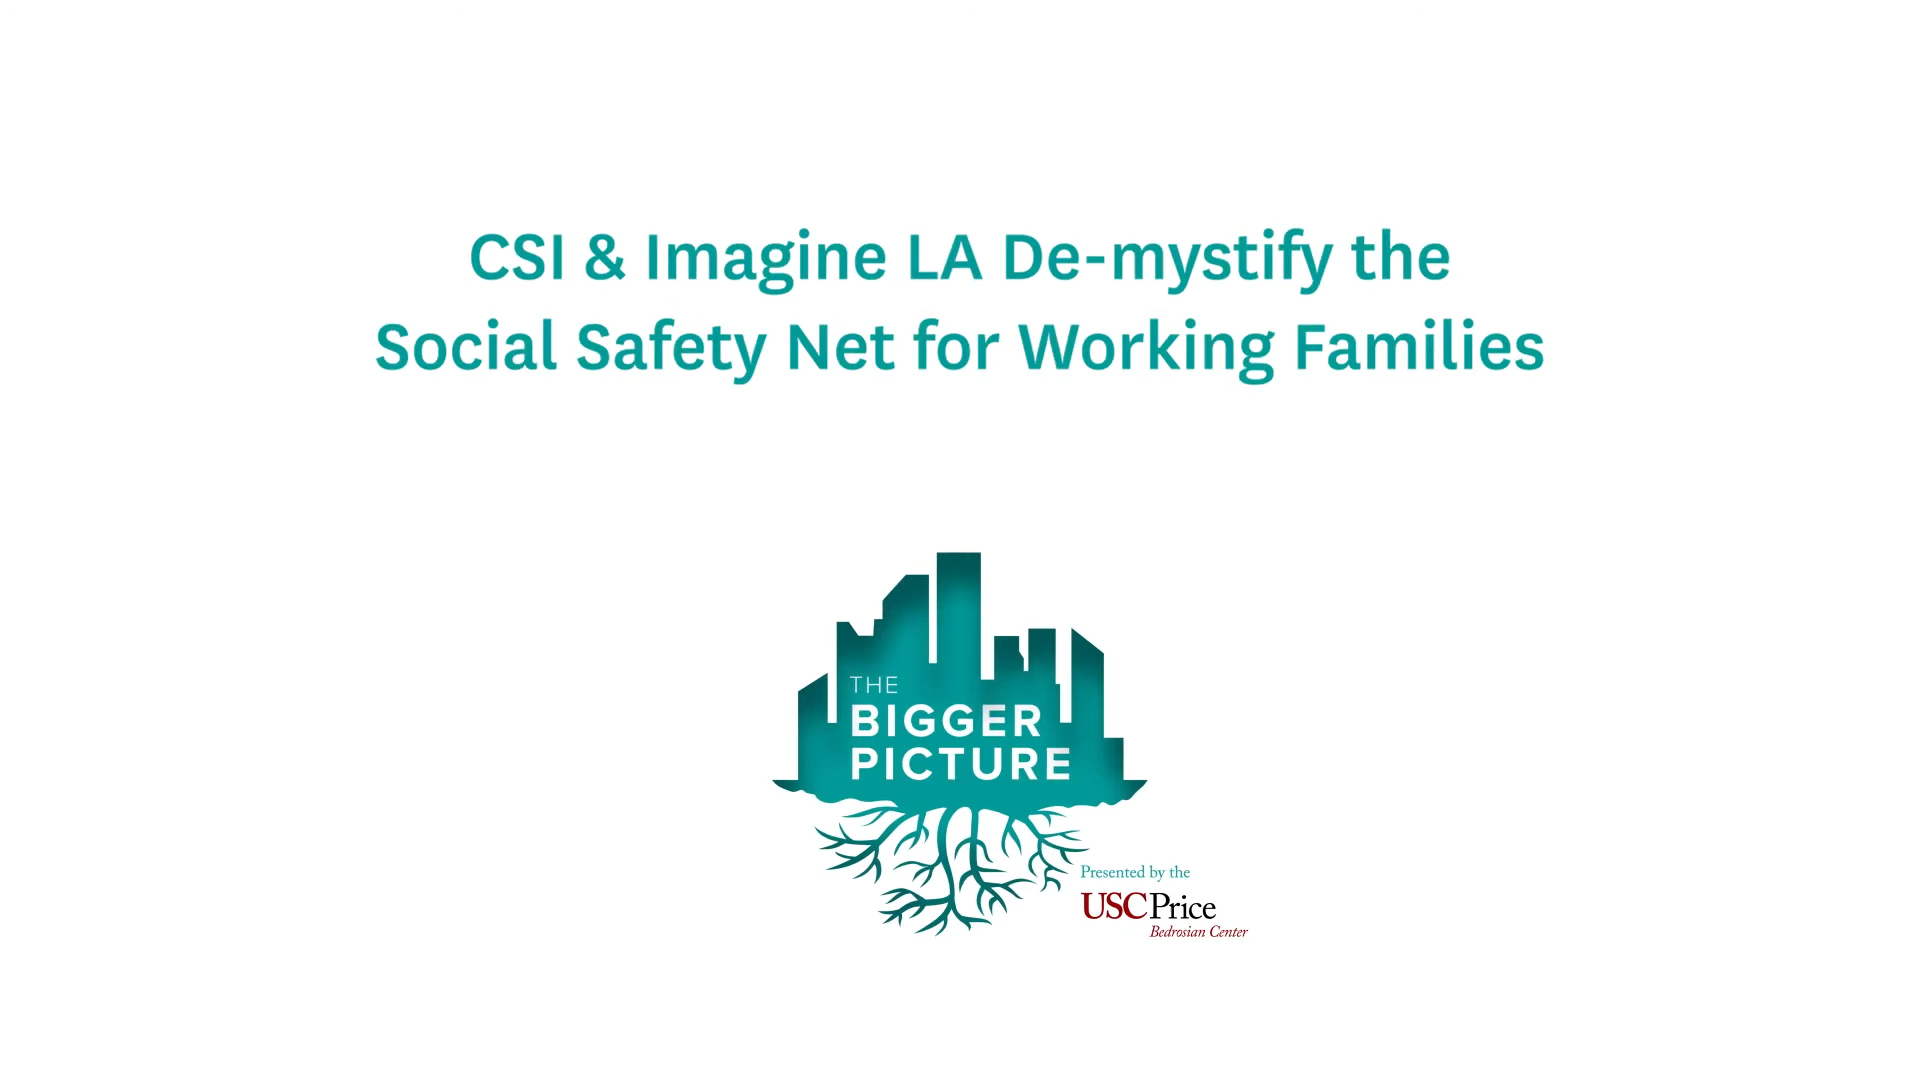 CSI & Imagine LA De-mystify the
Social Safety Net for Working Families
THE
BIGGER
PICTURE
Presented by the
USCPrice
Bedrosian Center